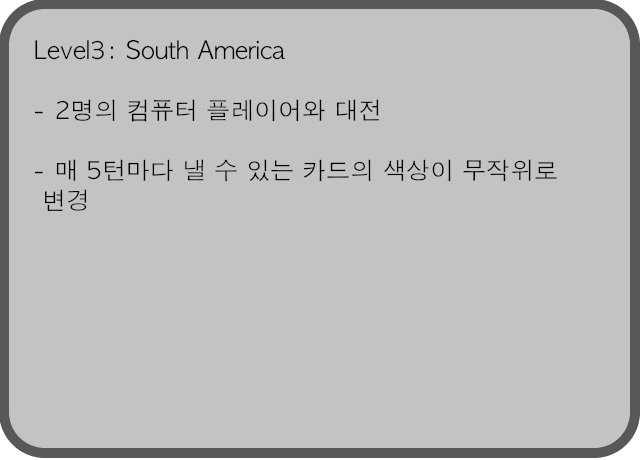 Level3: South America
- 2명의 컴퓨터 플레이어와 대전
- 매 5턴마다 낼 수 있는 카드의 색상이 무작위로
변경